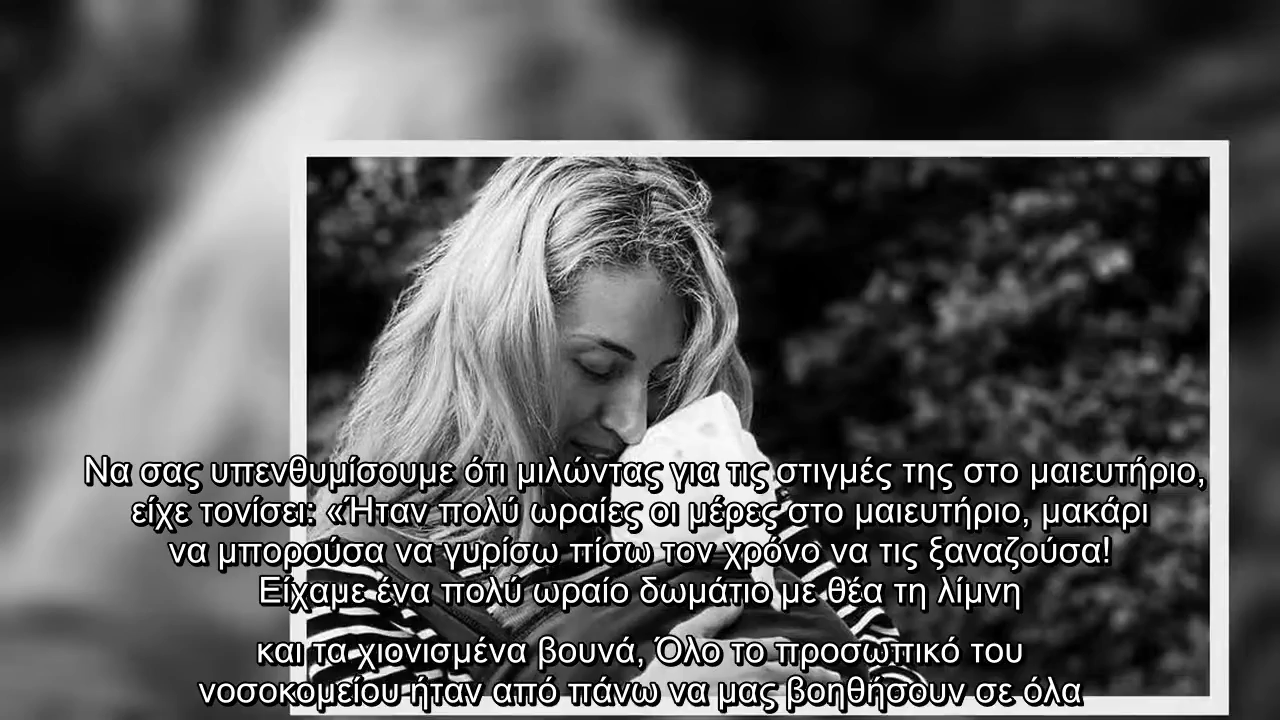 Να σας υπενθυμίσουμε ότι μιλώντας για τις στιγμές της στο μαιευτήριο,
είχε τονίσει: «Ήταν πολύ ωραίες οι μέρες στο μαιευτήριο, μακάρι
να μπορούσα να γυρίσω πίσω τον χρόνο να τις ξαναζούσα!
Είχαμε ένα πολύ ωραίο δωμάτιο με θέα τη λίμνη
και τα χιονισμένα βουνά, Όλο το προσωπικό του
νοσοκομείου ήταν από πάνω να μας βοηθήσουν σε όλα